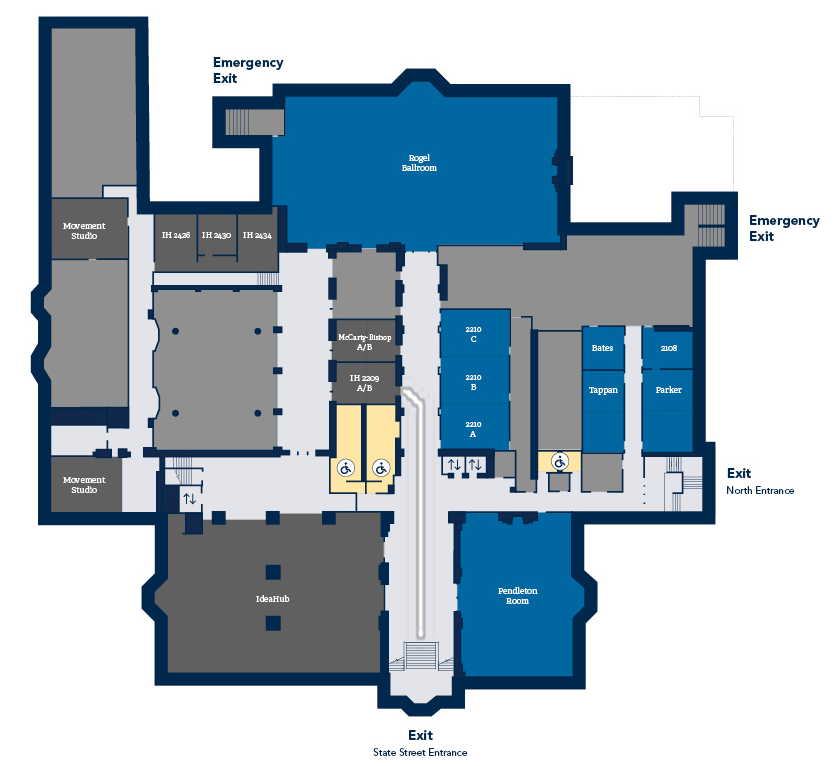 Emergency
Exit
Rogel
Ballroom
Emergency
Exit
Movement
Studio
IH 2426
IH 2430
IH 2434
McCarty-Bishop
A/B
IH 2209
A/B
2210
C
2210
B
2210
A
Bates
Tappan
2108
Parker
Movement
Studio
Exit
North Entrance
IdeaHub
Pendleton
Room
Exit
State Street Entrance